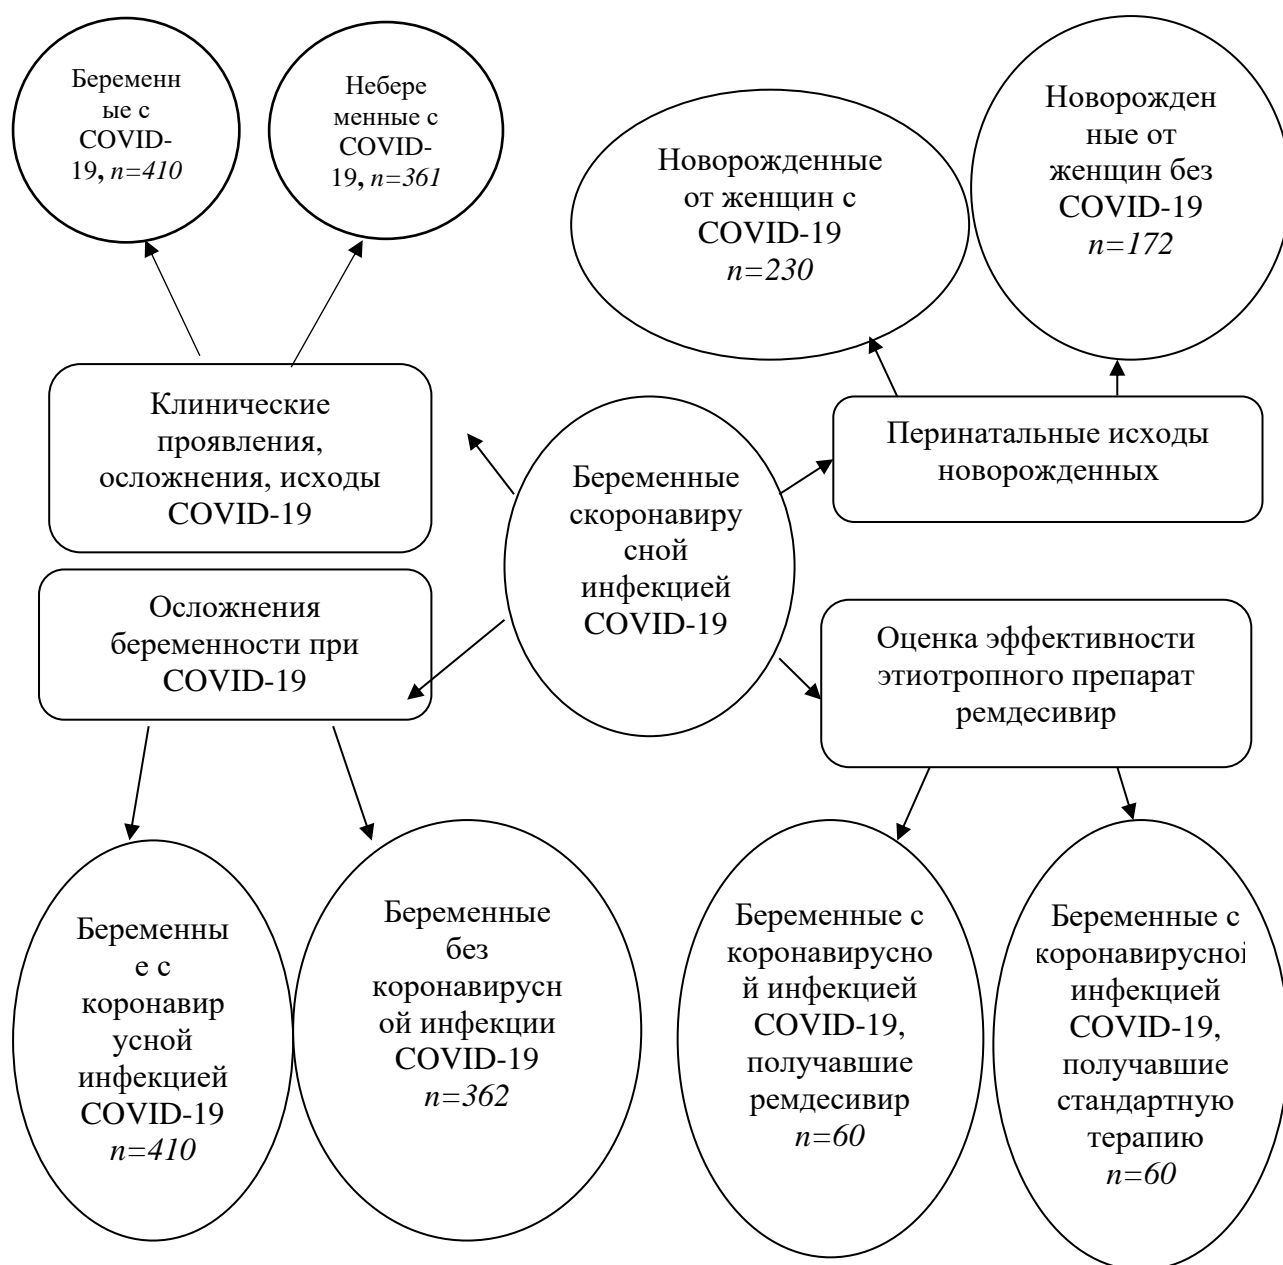 Беременн
ые с
COVID-
19, n=410
Небере
менные с
COVID-
19, n=361
Новорожденные
от женщин с
COVID-19
n=230
Новорожден
ные от
женщин без
COVID-19
n=172
Клинические
проявления,
осложнения, исходы
COVID-19
Беременные
скоронавиру
сной
инфекцией
COVID-19
Перинатальные исходы
новорожденных
Осложнения
беременности при
COVID-19
Оценка эффективности
этиотропного препарат
ремдесивир
Беременны
е с
коронавир
усной
инфекцией
COVID-19
n=410
Беременные
без
коронавирусн
ой инфекции
COVID-19
n=362
Беременные с
коронавирусно
й инфекцией
COVID-19,
получавшие
ремдесивир
n=60
Беременные с
коронавирусной
инфекцией
COVID-19,
получавшие
стандартную
терапию
n=60